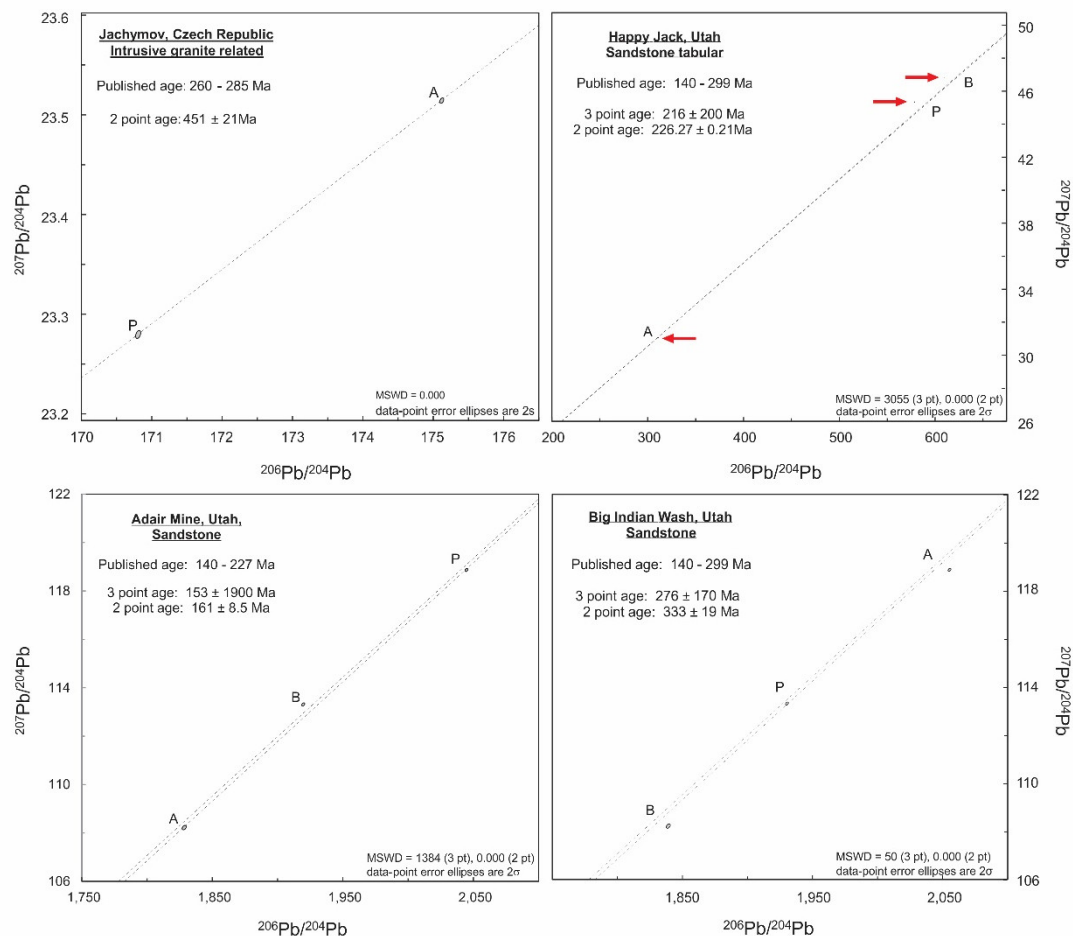 23.6
23.5
23.4
23.3
23.2
²⁰⁷Pb/²⁰⁴Pb
Jachymov, Czech Republic
Intrusive granite related
Published age: 260 - 285 Ma
2 point age: 451 ± 21Ma
A
P
MSWD = 0.000
data-point error ellipses are 2s
170 171 172 173 174 175 176
²⁰⁶Pb/²⁰⁴Pb
Happy Jack, Utah
Sandstone tabular
Published age: 140 - 299 Ma
3 point age: 216 ± 200 Ma
2 point age: 226.27 ± 0.21Ma
B
P
A
MSWD = 3055 (3 pt), 0.000 (2 pt)
data-point error ellipses are 2σ
50
46
42
38
34
30
26
²⁰⁷Pb/²⁰⁴Pb
200 300 400 500 600
²⁰⁶Pb/²⁰⁴Pb
122
118
114
110
106
²⁰⁷Pb/²⁰⁴Pb
Adair Mine, Utah,
Sandstone
Published age: 140 - 227 Ma
3 point age: 153 ± 1900 Ma
2 point age: 161 ± 8.5 Ma
P
B
A
MSWD = 1384 (3 pt), 0.000 (2 pt)
data-point error ellipses are 2σ
1,750 1,850 1,950 2,050
²⁰⁶Pb/²⁰⁴Pb
Big Indian Wash, Utah
Sandstone
Published age: 140 - 299 Ma
3 point age: 276 ± 170 Ma
2 point age: 333 ± 19 Ma
A
P
B
MSWD = 50 (3 pt), 0.000 (2 pt)
data-point error ellipses are 2σ
122
118
114
110
106
²⁰⁷Pb/²⁰⁴Pb
1,850 1,950 2,050
²⁰⁶Pb/²⁰⁴Pb